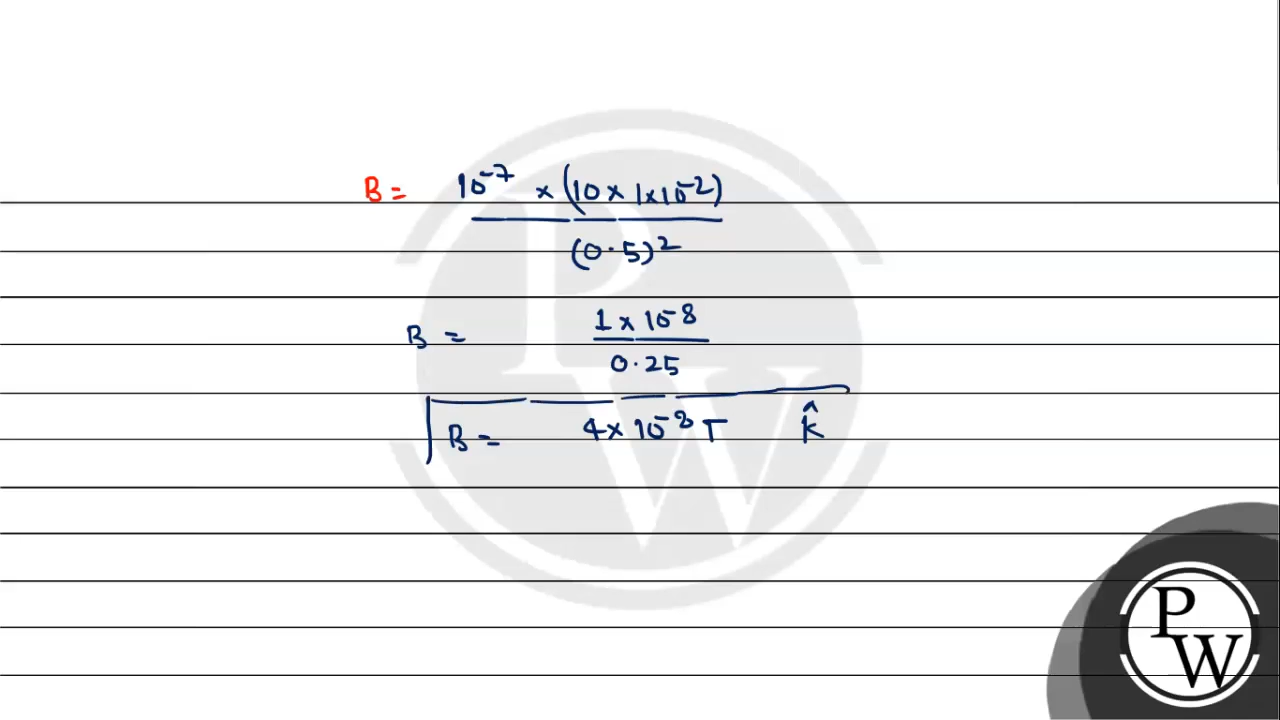 B = 10⁻⁷ × (10 × 1×10⁻²)
(0.5)²
B = 1 × 10⁻⁸
0.25
B = 4 × 10⁻⁸ T k̂
P
W
P
W